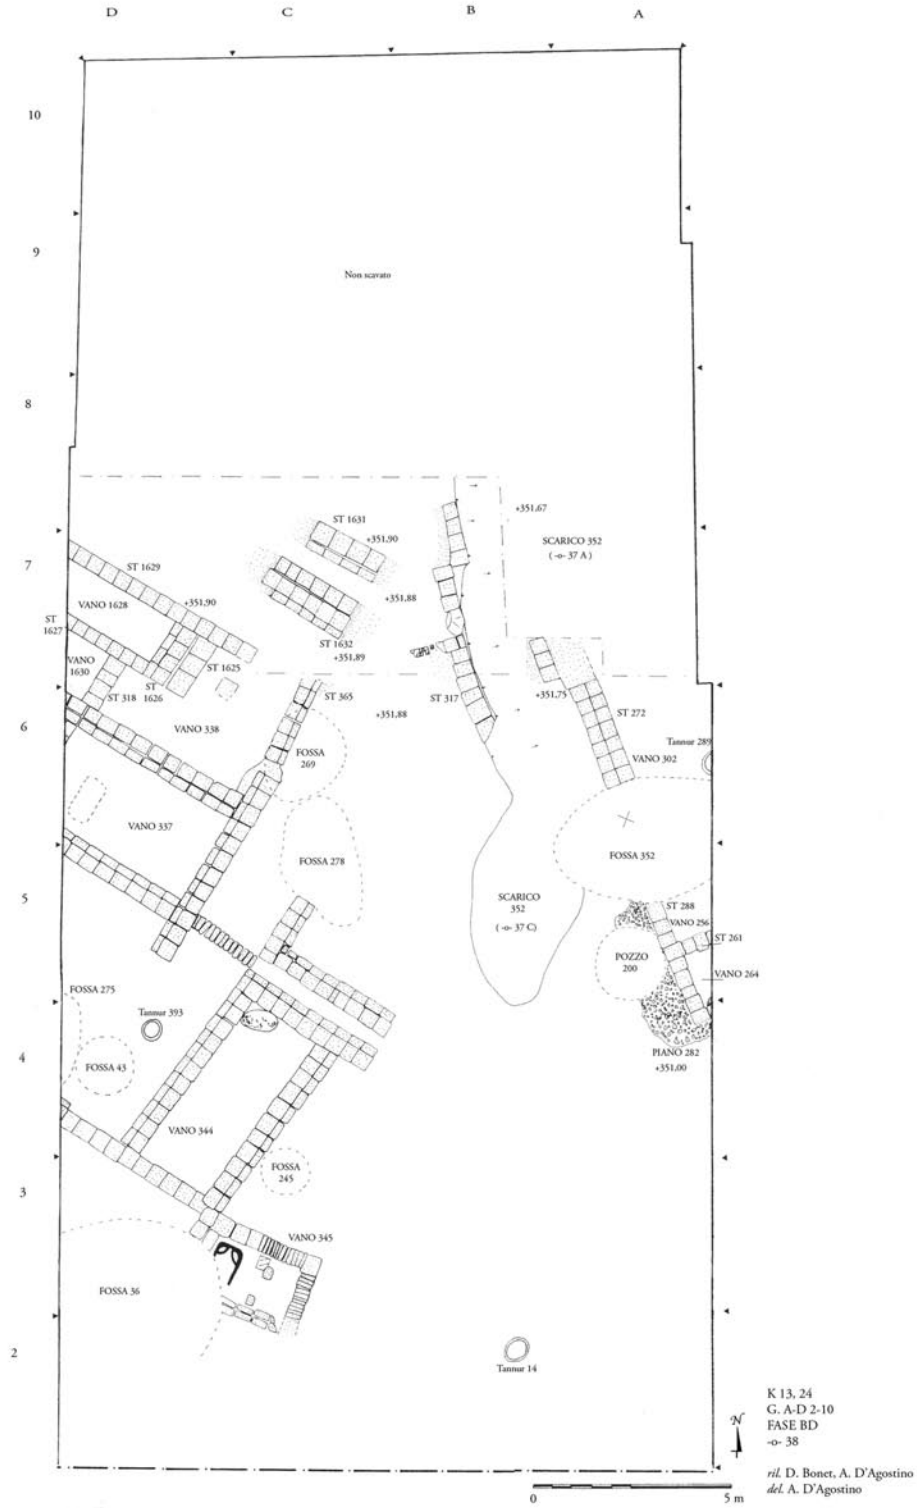 D C B A
10
9
Non scavato
8
7
ST 1631
+351,90
+351,67
SCARICO 352
( -o- 37 A )
ST 1629
VANO 1628
+351,90
+351,88
ST
1627
ST 1632
+351,89
VANO
1630
ST 1625
ST
1626
ST 318
ST 365
ST 317
+351,75
6
VANO 338
+351,88
ST 272
Tannur 289
VANO 302
FOSSA
269
VANO 337
FOSSA 278
FOSSA 352
5
SCARICO
352
( -o- 37 C )
ST 288
VANO 256
ST 261
POZZO
200
VANO 264
FOSSA 275
Tannur 393
4
FOSSA 43
PIANO 282
+351,00
VANO 344
3
FOSSA
245
VANO 345
FOSSA 36
2
Tannur 14
K 13, 24
G. A-D 2-10
FASE BD
-o- 38
N
ril. D. Bonet, A. D'Agostino
del. A. D'Agostino
0 5 m